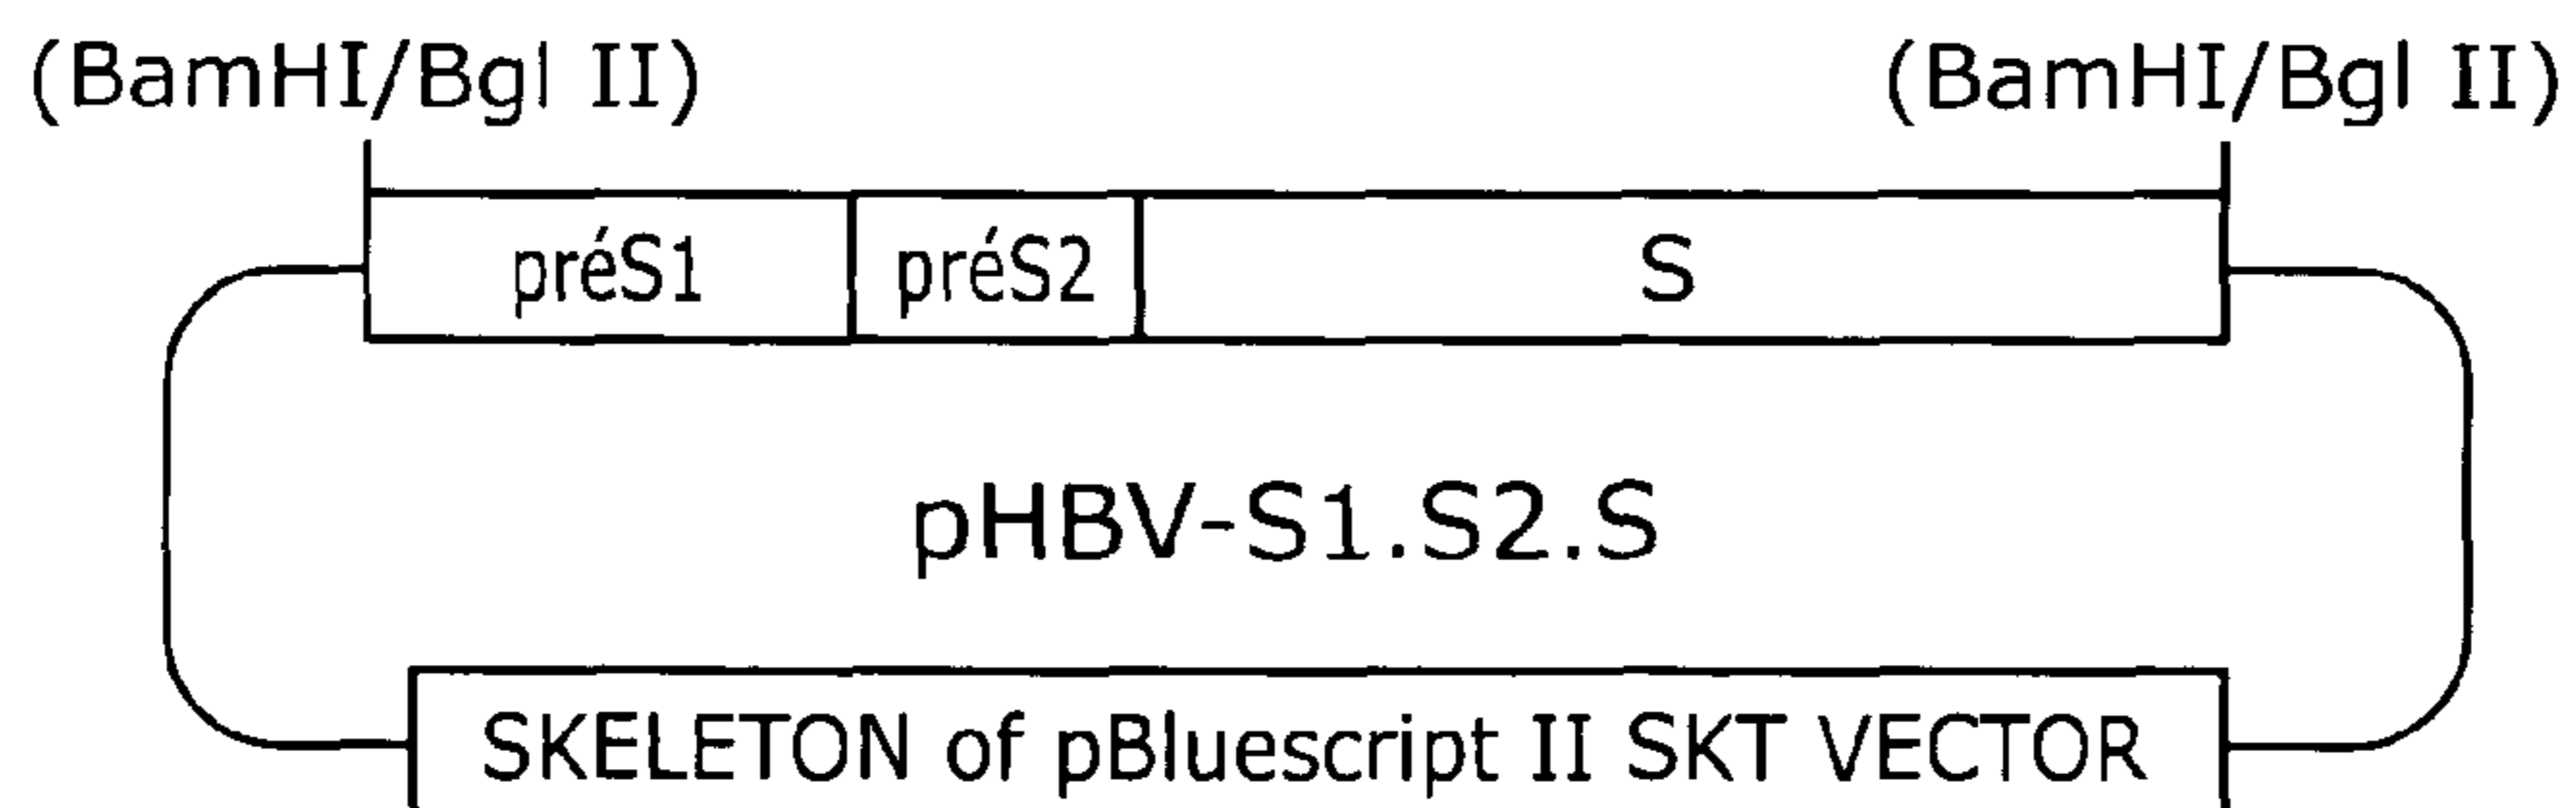 (BamHI/Bgl II) (BamHI/Bgl II)
préS1 préS2 S
pHBV-S1.S2.S
SKELETON of pBluescript II SKT VECTOR